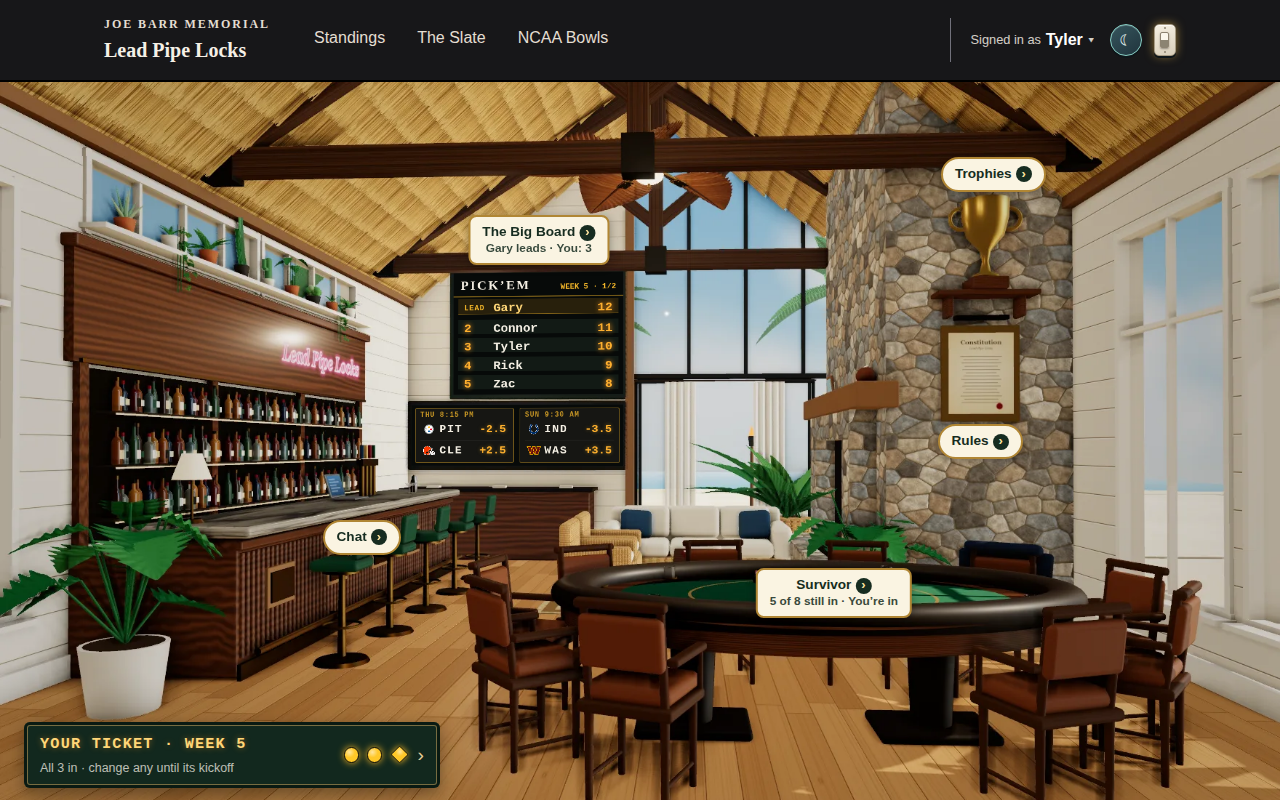 JOE BARR MEMORIAL
Lead Pipe Locks
Standings
The Slate
NCAA Bowls
Signed in as Tyler
Trophies
The Big Board
Gary leads · You: 3
PICK'EM WEEK 5 · 1/2
LEAD Gary 12
2 Connor 11
3 Tyler 10
4 Rick 9
5 Zac 8
Lead Pipe Locks
THU 8:15 PM
PIT -2.5
CLE +2.5
SUN 9:30 AM
IND -3.5
WAS +3.5
Constitution
Rules
Chat
Survivor
5 of 8 still in · You're in
YOUR TICKET · WEEK 5
All 3 in · change any until its kickoff